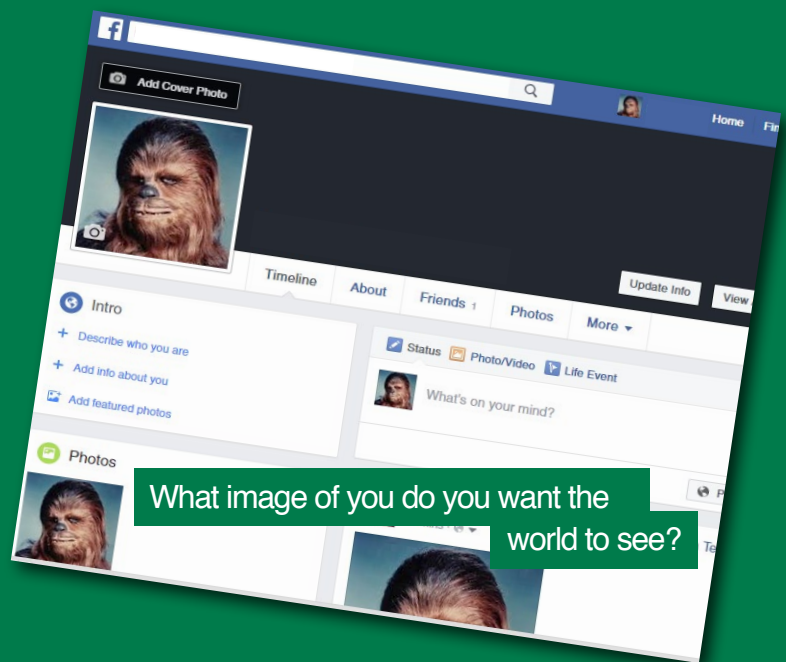 f
Add Cover Photo
Home
Update Info
View
Timeline
About
Friends 1
Photos
More
Intro
Describe who you are
Add info about you
Add featured photos
Status
Photo/Video
Life Event
What's on your mind?
Photos
What image of you do you want the
world to see?